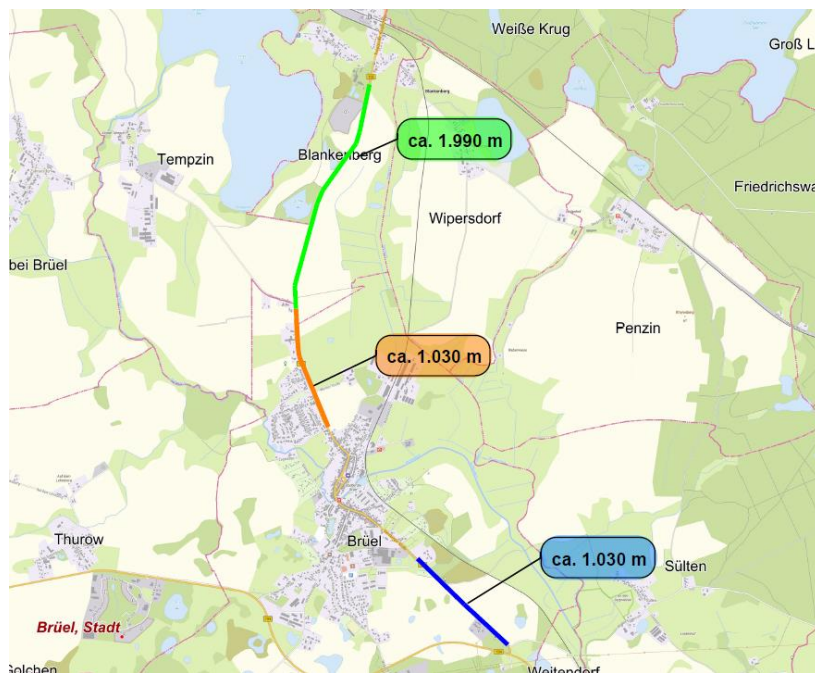 Weiße Krug
Groß L
ca. 1.990 m
Tempzin
Blankenberg
Friedrichswa
Wipersdorf
bei Brüel
Penzin
ca. 1.030 m
Thurow
Brüel
ca. 1.030 m
Sülten
Brüel, Stadt
Golchen
Weitendorf